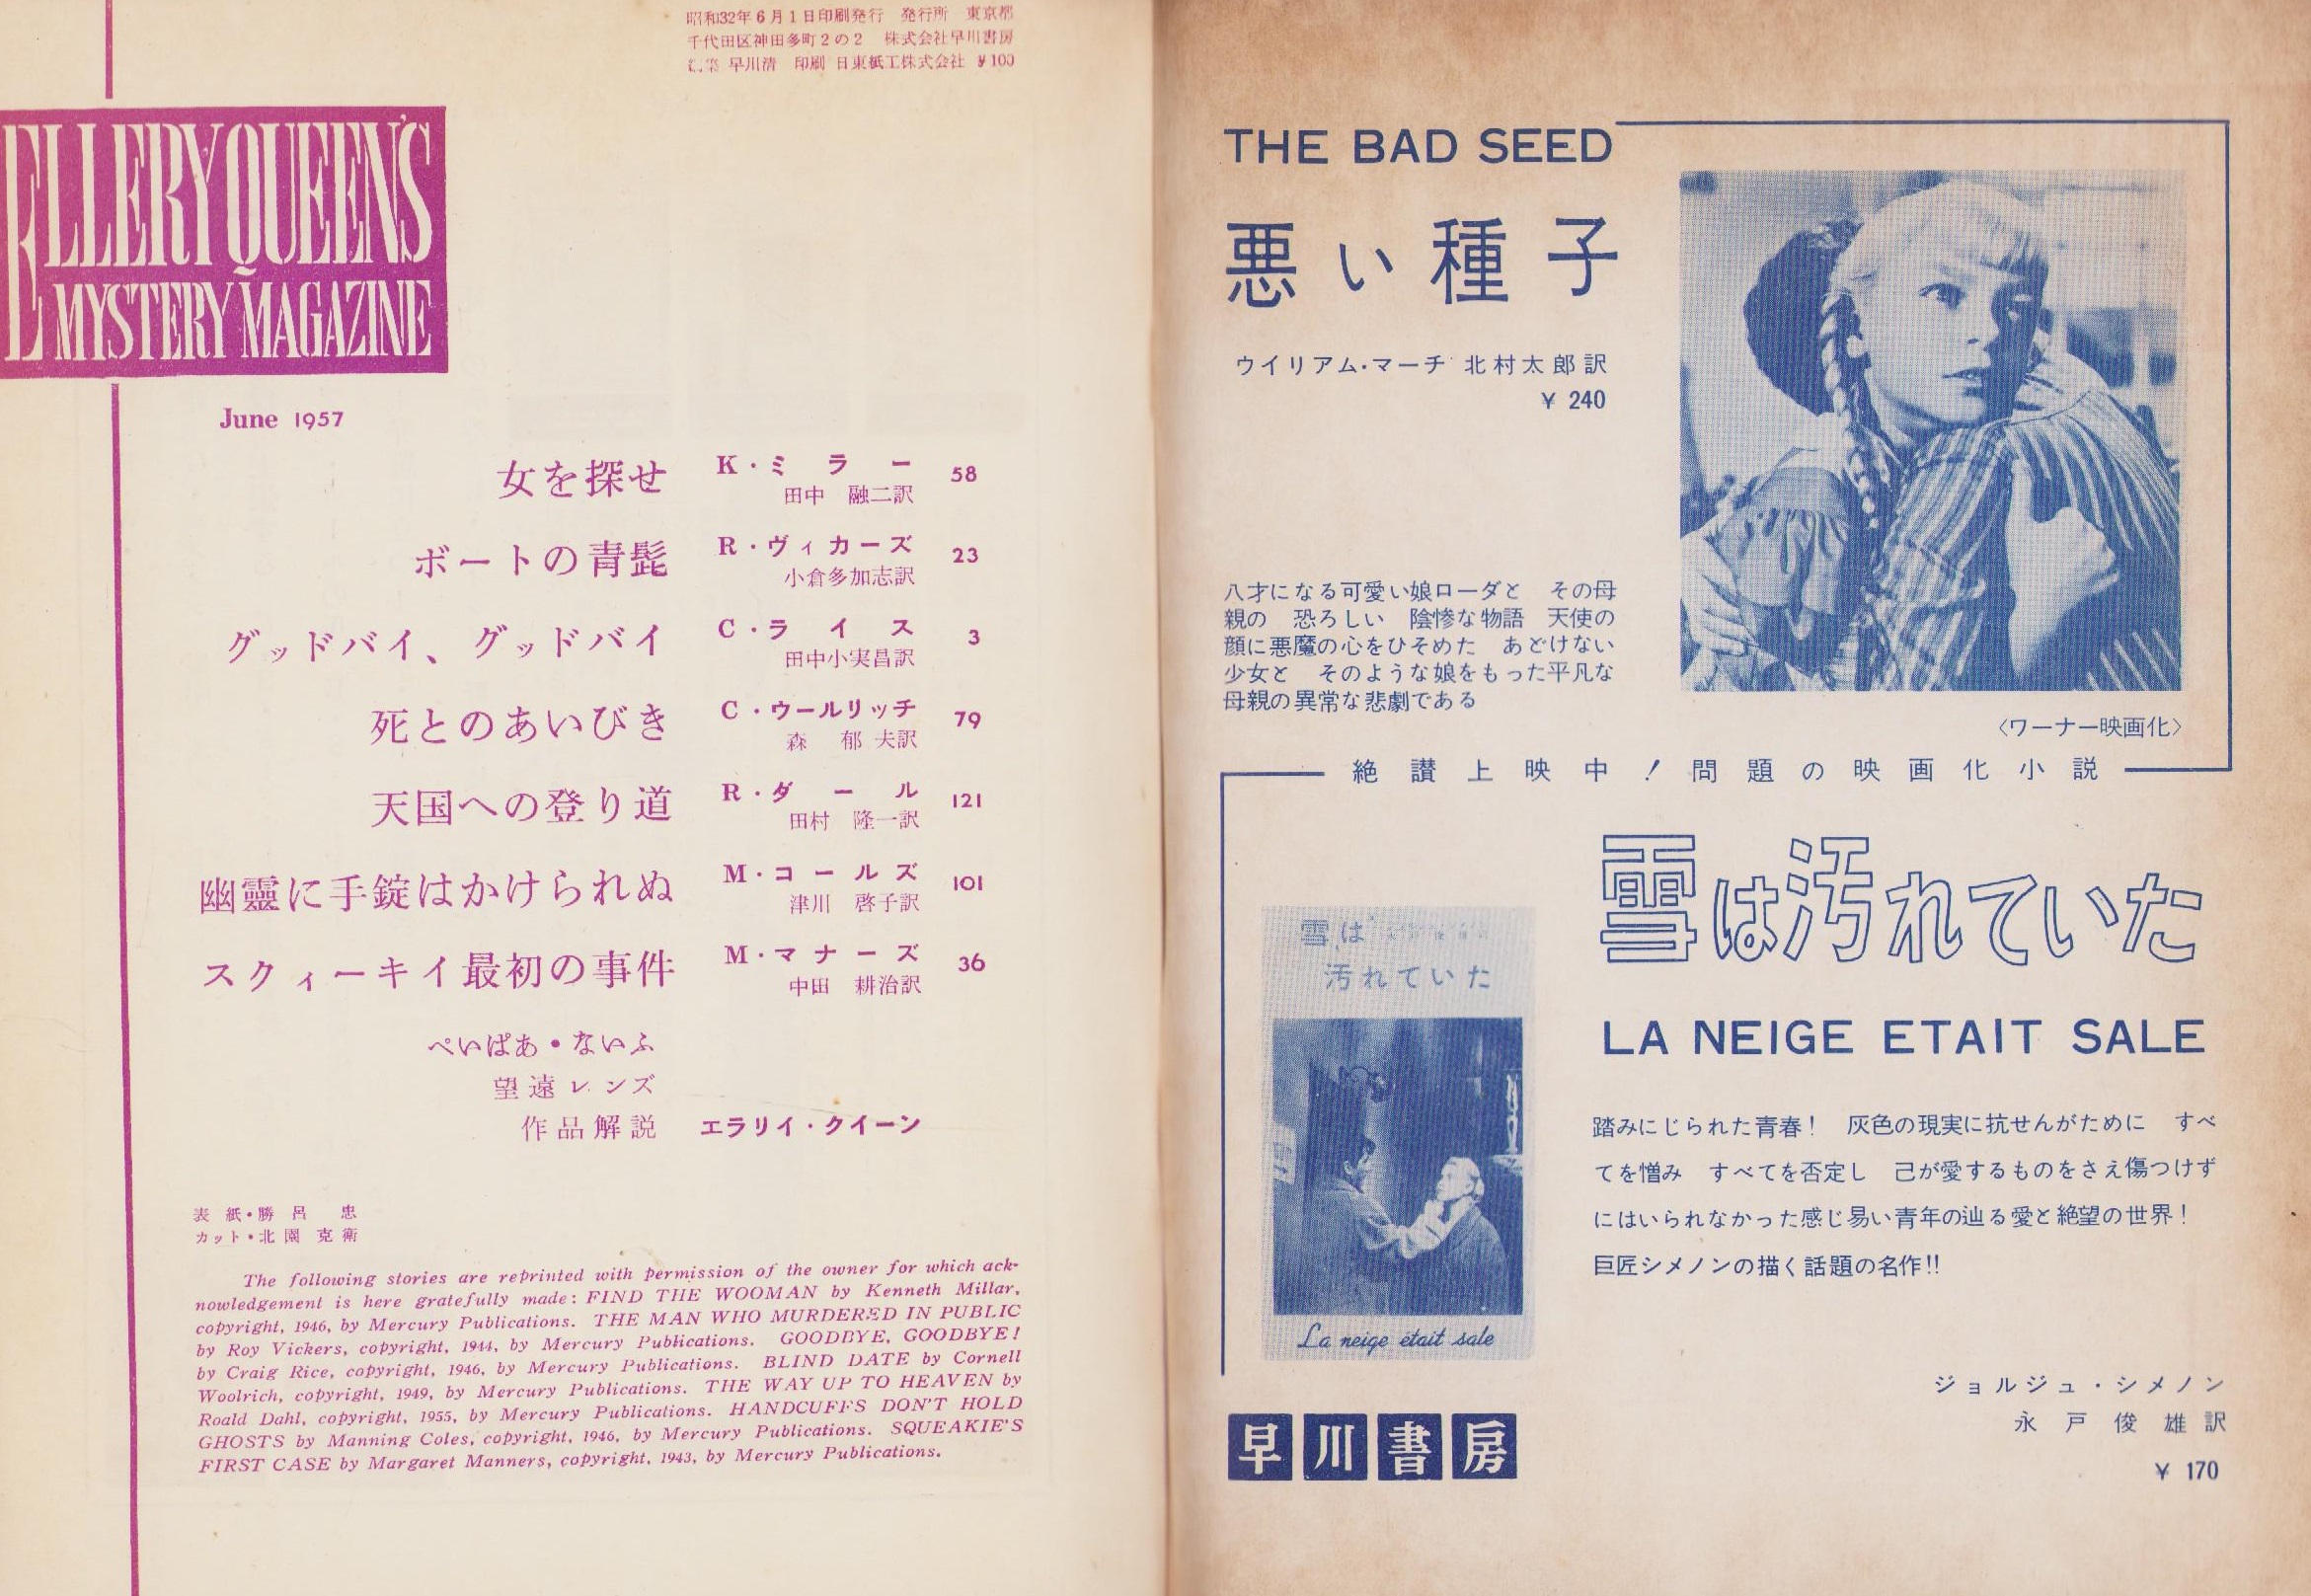 昭和32年6月1日印刷発行　発行所　東京都
千代田区神田多町2の2　株式会社早川書房
編集 早川清　印刷 日東紙工株式会社 ¥100
ELLERY QUEEN'S
MYSTERY MAGAZINE
June 1957
女を探せ K・ミラー 58
田中 融二訳
ボートの青髭 R・ヴィカーズ 23
小倉多加志訳
グッドバイ、グッドバイ C・ライス 3
田中小実昌訳
死とのあいびき C・ウールリッチ 79
森 郁夫訳
天国への登り道 R・ダール 121
田村 隆一訳
幽靈に手錠はかけられぬ M・コールズ 101
津川 啓子訳
スクィーキイ最初の事件 M・マナーズ 36
中田 耕治訳
ぺいぱあ・ないふ
望遠レンズ
作品解説 エラリイ・クイーン
表紙・勝呂 忠
カット・北園 克衛
The following stories are reprinted with permission of the owner for which ack-
nowledgement is here gratefully made: FIND THE WOOMAN by Kenneth Millar,
copyright, 1946, by Mercury Publications. THE MAN WHO MURDERED IN PUBLIC
by Roy Vickers, copyright, 1944, by Mercury Publications. GOODBYE, GOODBYE!
by Craig Rice, copyright, 1946, by Mercury Publications. BLIND DATE by Cornell
Woolrich, copyright, 1949, by Mercury Publications. THE WAY UP TO HEAVEN by
Roald Dahl, copyright, 1955, by Mercury Publications. HANDCUFFS DON'T HOLD
GHOSTS by Manning Coles, copyright, 1946, by Mercury Publications. SQUEAKIE'S
FIRST CASE by Margaret Manners, copyright, 1943, by Mercury Publications.
THE BAD SEED
悪い種子
ウイリアム・マーチ 北村太郎訳
¥ 240
八才になる可愛い娘ローダと　その母
親の　恐ろしい　陰惨な物語　天使の
顔に悪魔の心をひそめた　あどけない
少女と　そのような娘をもった平凡な
母親の異常な悲劇である
〈ワーナー映画化〉
絶讃上映中！問題の映画化小説
雪は汚れていた
LA NEIGE ETAIT SALE
雪は
汚れていた
La neige etait sale
踏みにじられた青春！　灰色の現実に抗せんがために　すべ
てを憎み　すべてを否定し　己が愛するものをさえ傷つけず
にはいられなかった感じ易い青年の辿る愛と絶望の世界！
巨匠シメノンの描く話題の名作!!
ジョルジュ・シメノン
永戸俊雄訳
¥ 170
早川書房